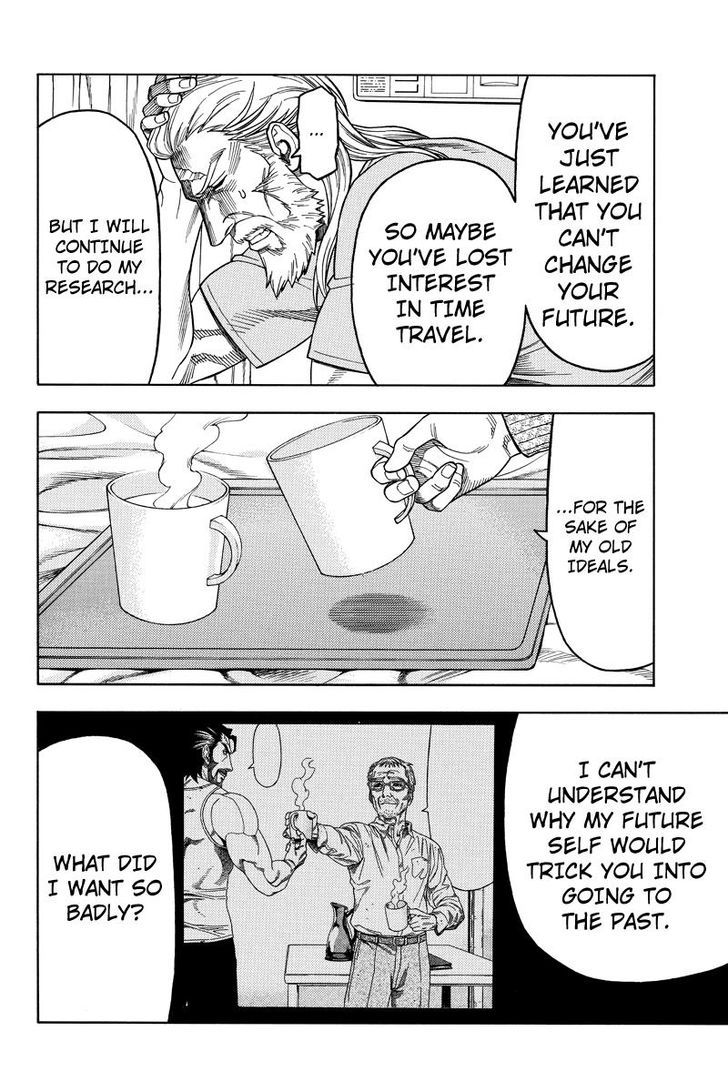 YOU'VE
JUST
LEARNED
THAT YOU
CAN'T
CHANGE
YOUR
FUTURE.
SO MAYBE
YOU'VE LOST
INTEREST
IN TIME
TRAVEL.
...
BUT I WILL
CONTINUE
TO DO MY
RESEARCH...
...FOR THE
SAKE OF
MY OLD
IDEALS.
I CAN'T
UNDERSTAND
WHY MY FUTURE
SELF WOULD
TRICK YOU INTO
GOING TO
THE PAST.
WHAT DID
I WANT SO
BADLY?